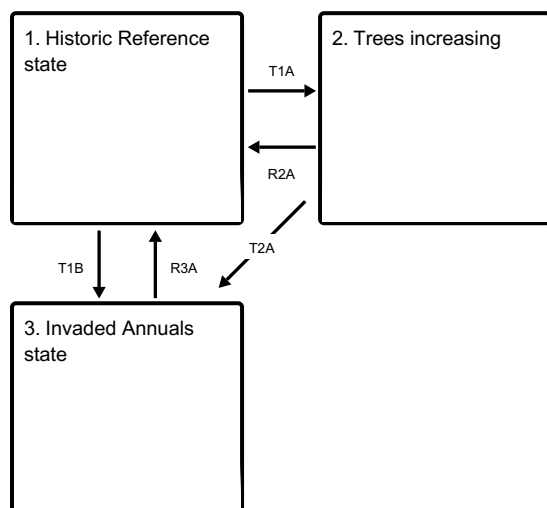 1. Historic Reference
state
2. Trees increasing
T1A
R2A
T2A
T1B
R3A
3. Invaded Annuals
state